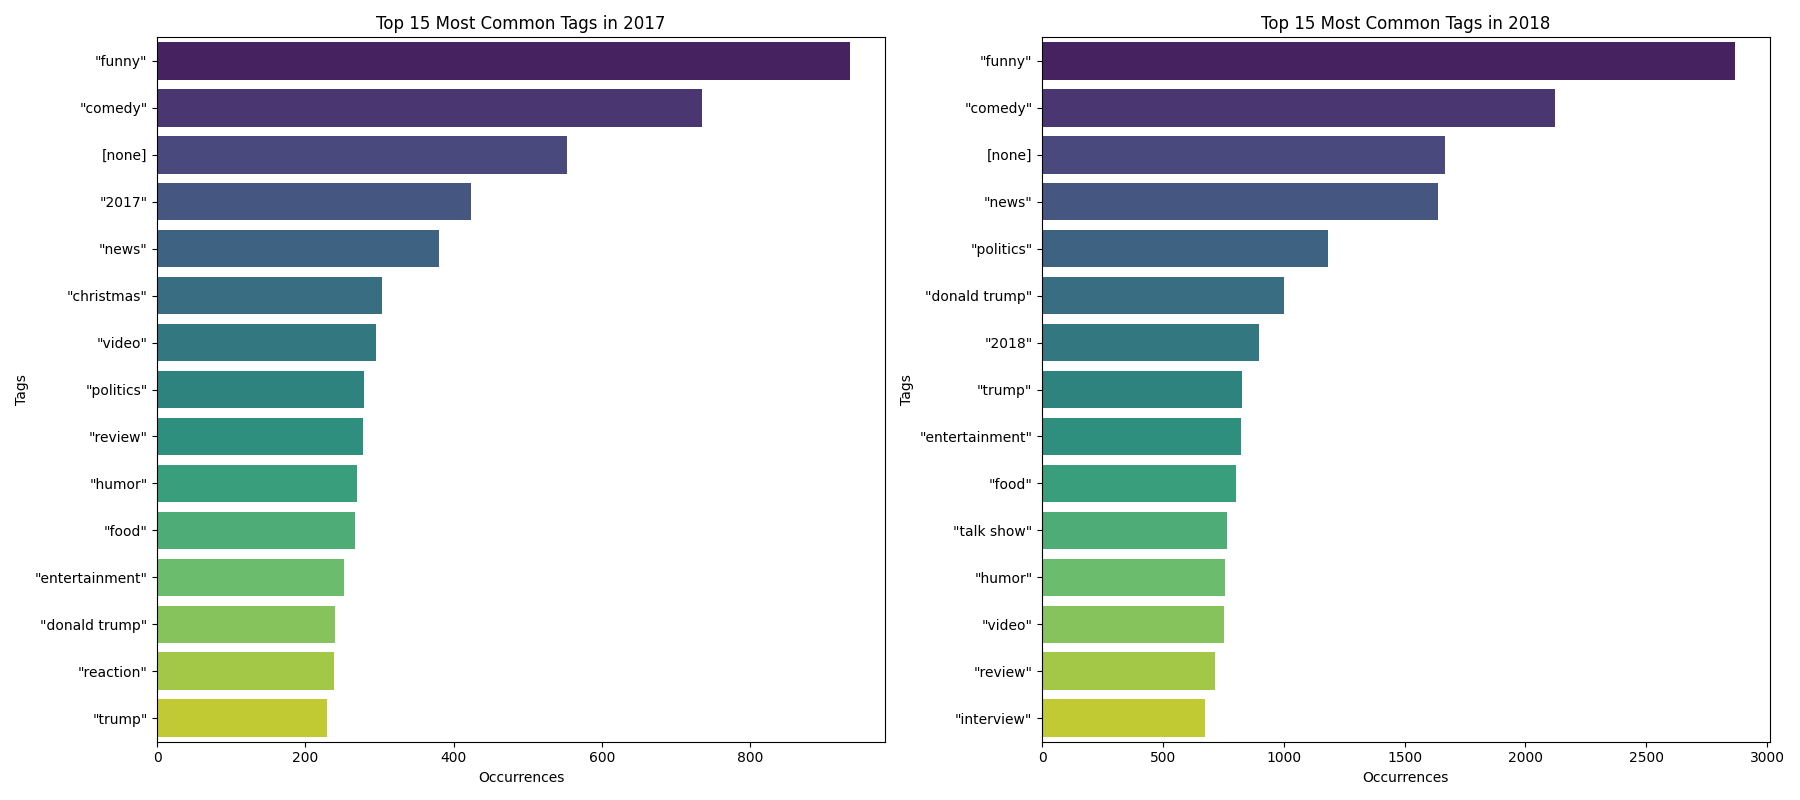 Top 15 Most Common Tags in 2017
Tags
"funny"
"comedy"
[none]
"2017"
"news"
"christmas"
"video"
"politics"
"review"
"humor"
"food"
"entertainment"
"donald trump"
"reaction"
"trump"
0 200 400 600 800
Occurrences
Top 15 Most Common Tags in 2018
Tags
"funny"
"comedy"
[none]
"news"
"politics"
"donald trump"
"2018"
"trump"
"entertainment"
"food"
"talk show"
"humor"
"video"
"review"
"interview"
0 500 1000 1500 2000 2500 3000
Occurrences